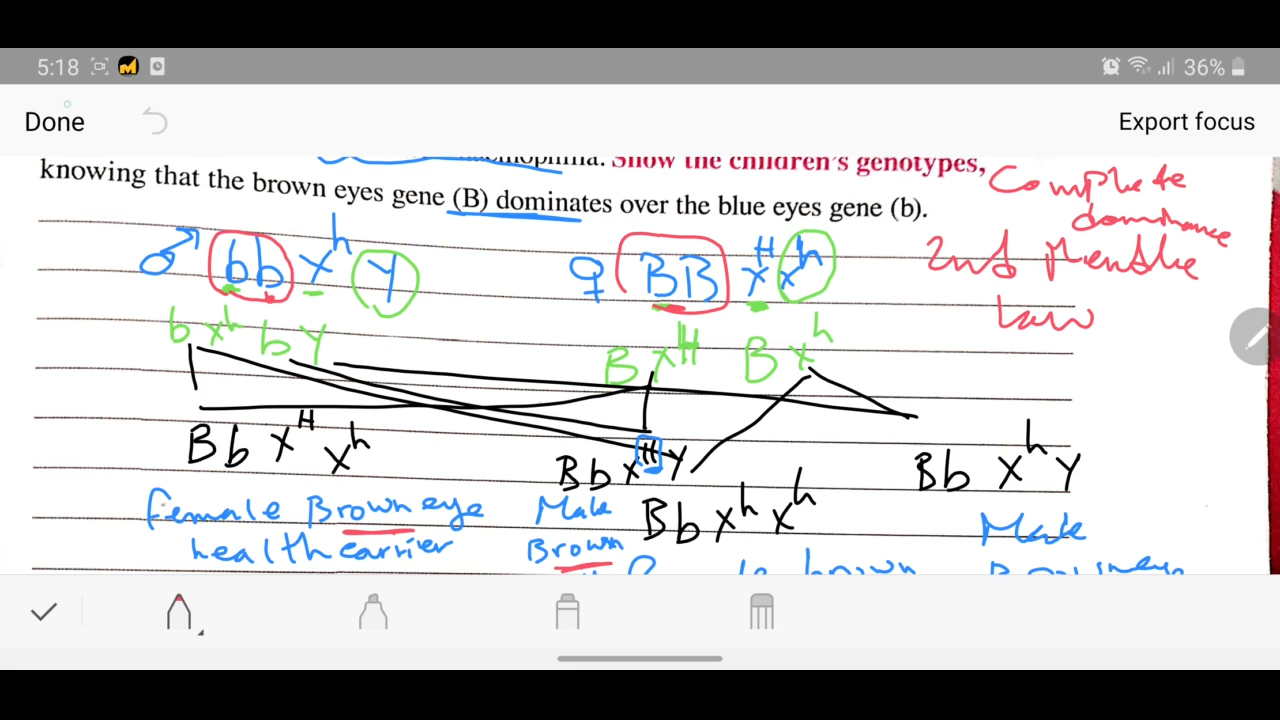 5:18
36%
Done
Export focus
haemophilia. Show the children's genotypes,
knowing that the brown eyes gene (B) dominates over the blue eyes gene (b).
Complete
dominance
2nd
law
♂ bb X^h Y
♀ BB X^H X^h
b X^h b Y
B X^H B X^h
Bb X^H X^h
Bb X^H Y
Bb X^h X^h
Bb X^h Y
Female Brown eye
health carrier
Male
Brown
brown
Male